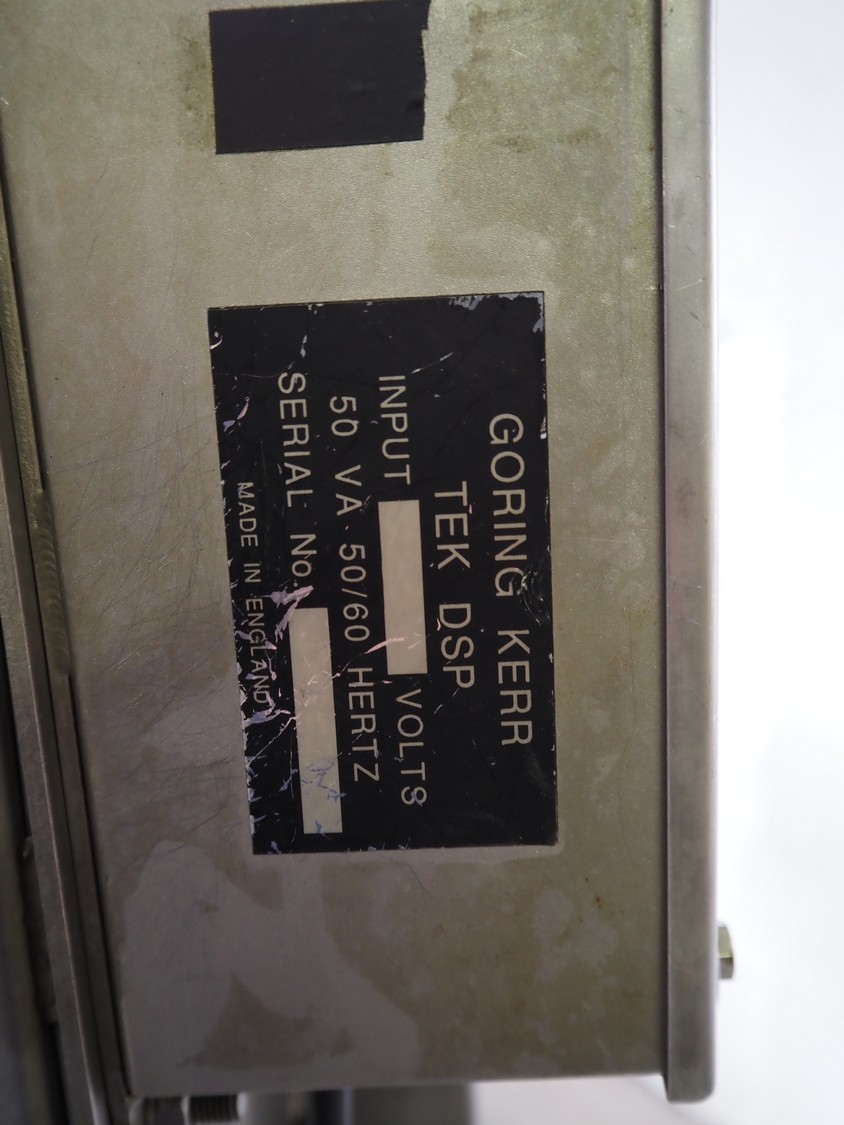 GORING KERR
TEK DSP
INPUT VOLTS
50 VA 50/60 HERTZ
SERIAL No.
MADE IN ENGLAND